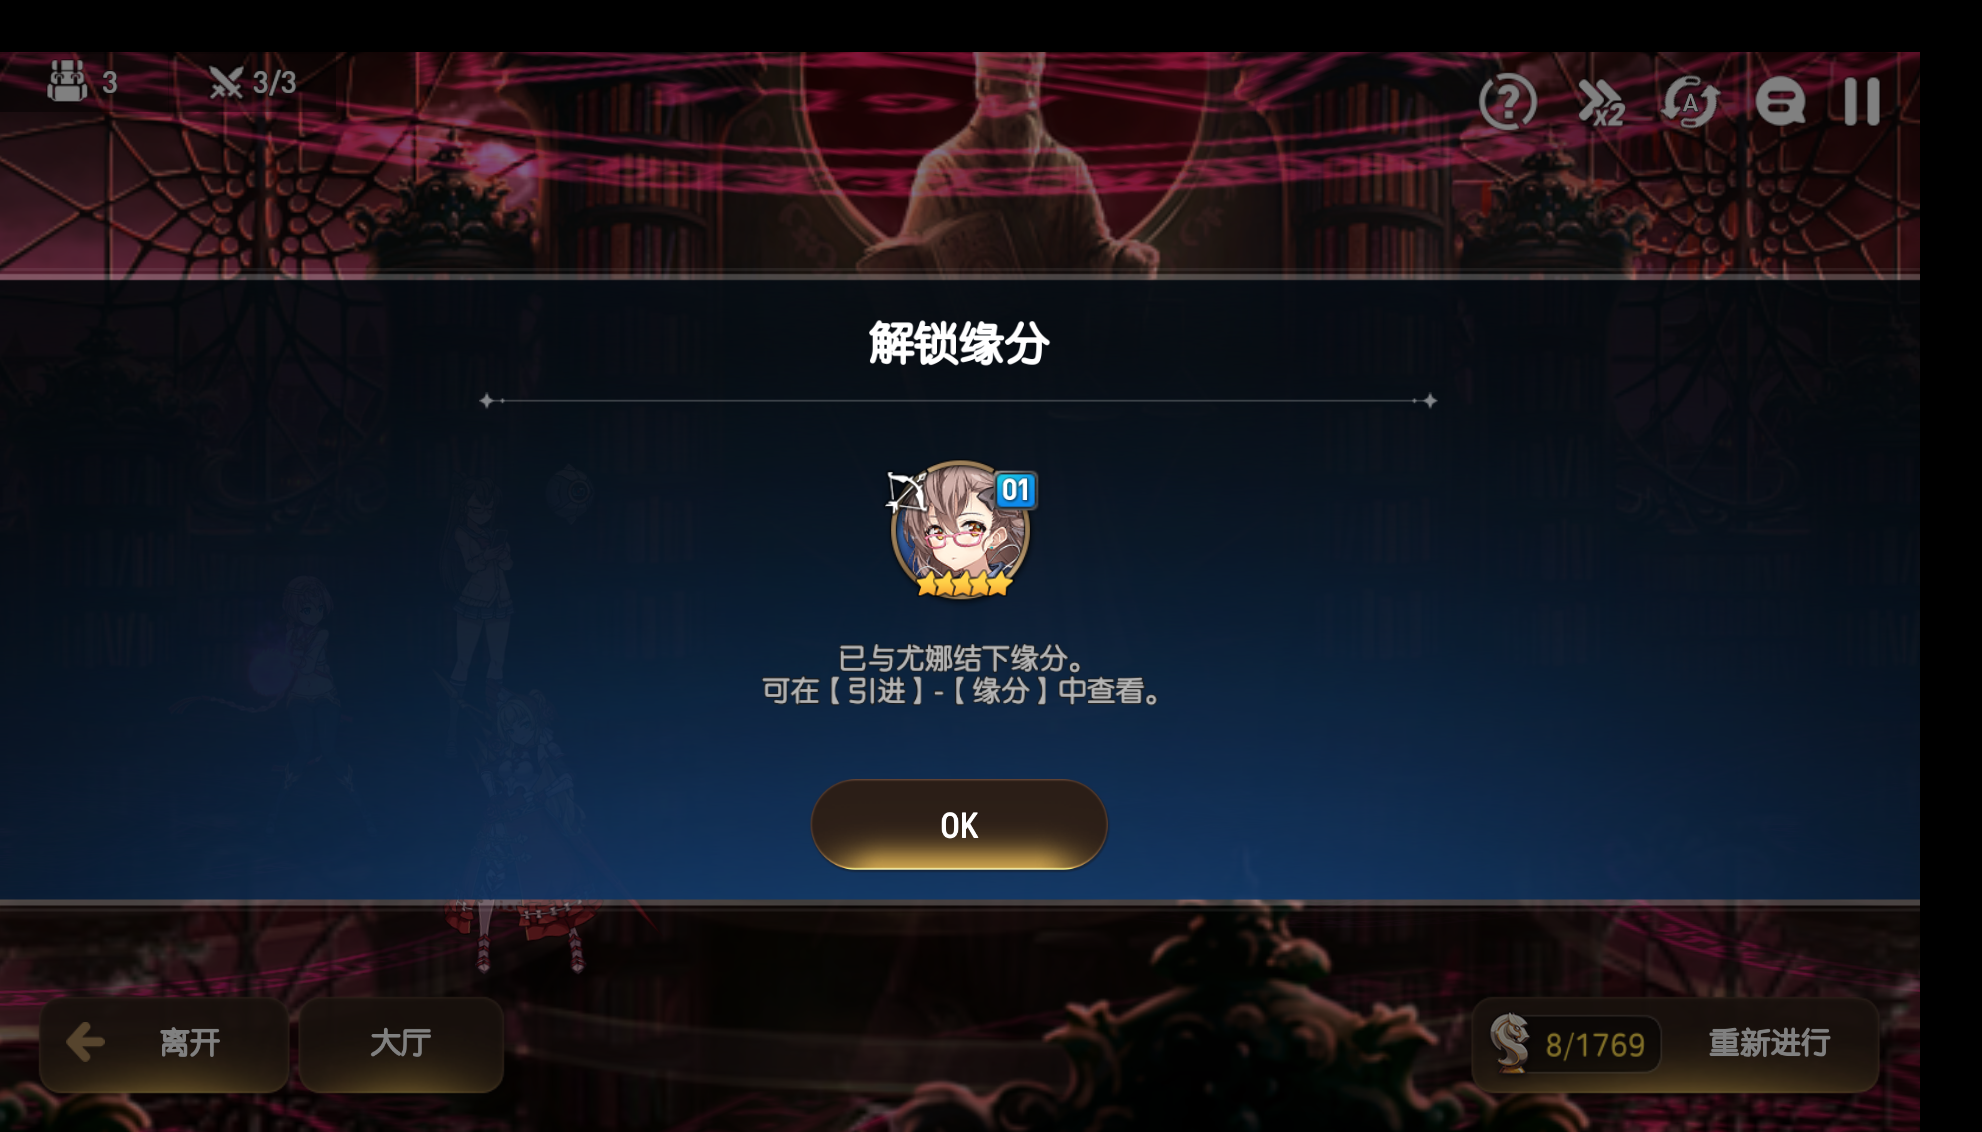 3
3/3
x2
A
解锁缘分
01
已与尤娜结下缘分。
可在【引进】-【缘分】中查看。
OK
离开
大厅
8/1769
重新进行